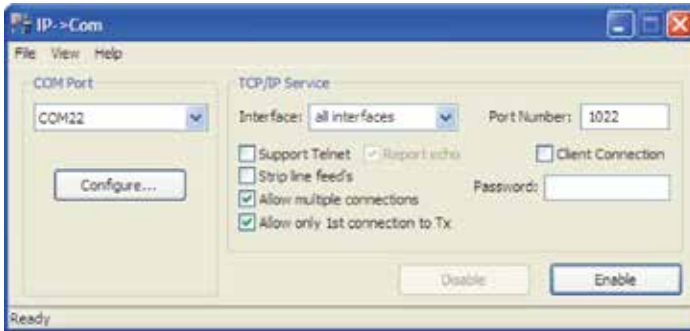 IP->Com
File View Help
COM Port
COM22
Configure...
TCP/IP Service
Interface: all interfaces Port Number: 1022
Support Telnet Report echo Client Connection
Strip line feed's Password:
Allow multiple connections
Allow only 1st connection to Tx
Disable Enable
Ready